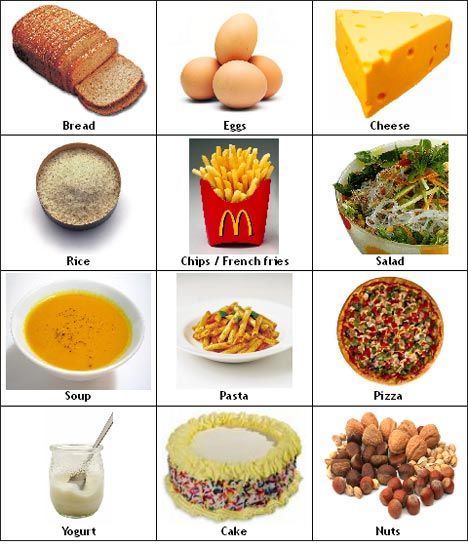 Bread
Eggs
Cheese
Rice
Chips / French fries
Salad
Soup
Pasta
Pizza
Yogurt
Cake
Nuts